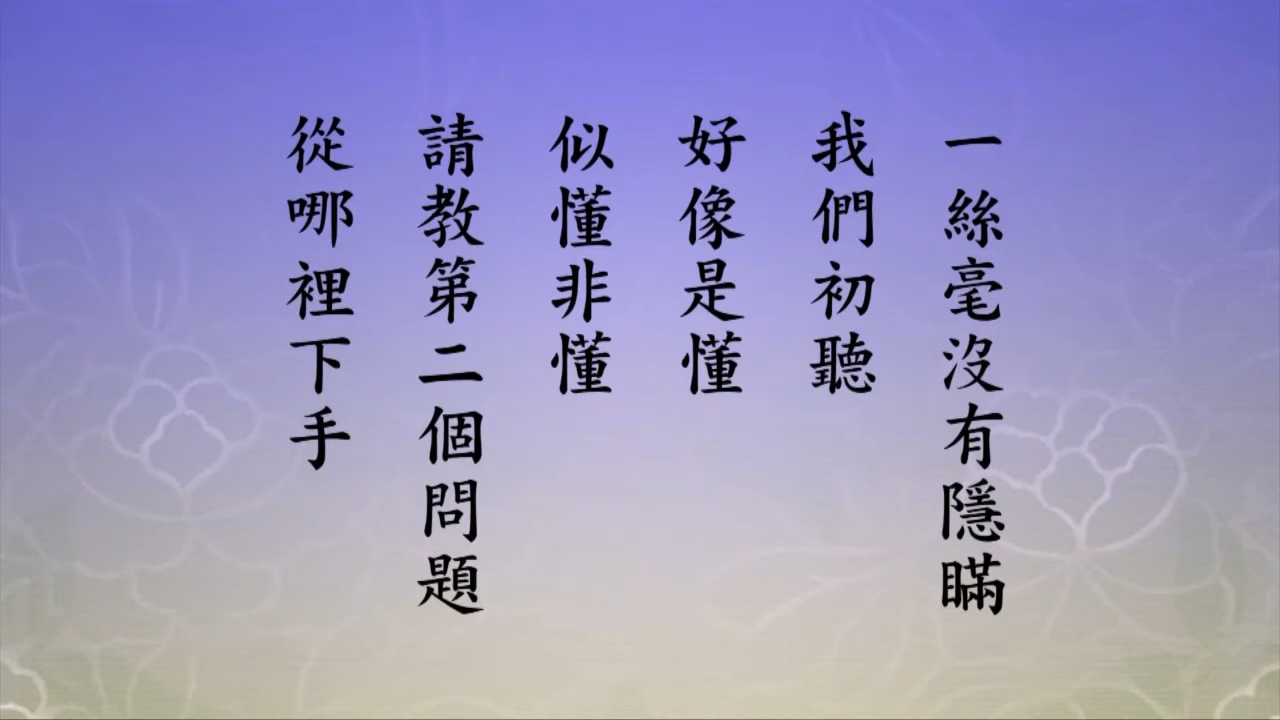 一絲毫沒有隱瞞
我們初聽
好像是懂
似懂非懂
請教第二個問題
從哪裡下手